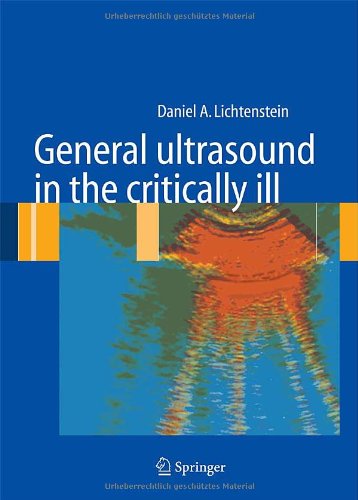 Urheberrechtlich geschütztes Material
Daniel A. Lichtenstein
General ultrasound
in the critically ill
Springer
Urheberrechtlich geschütztes Material